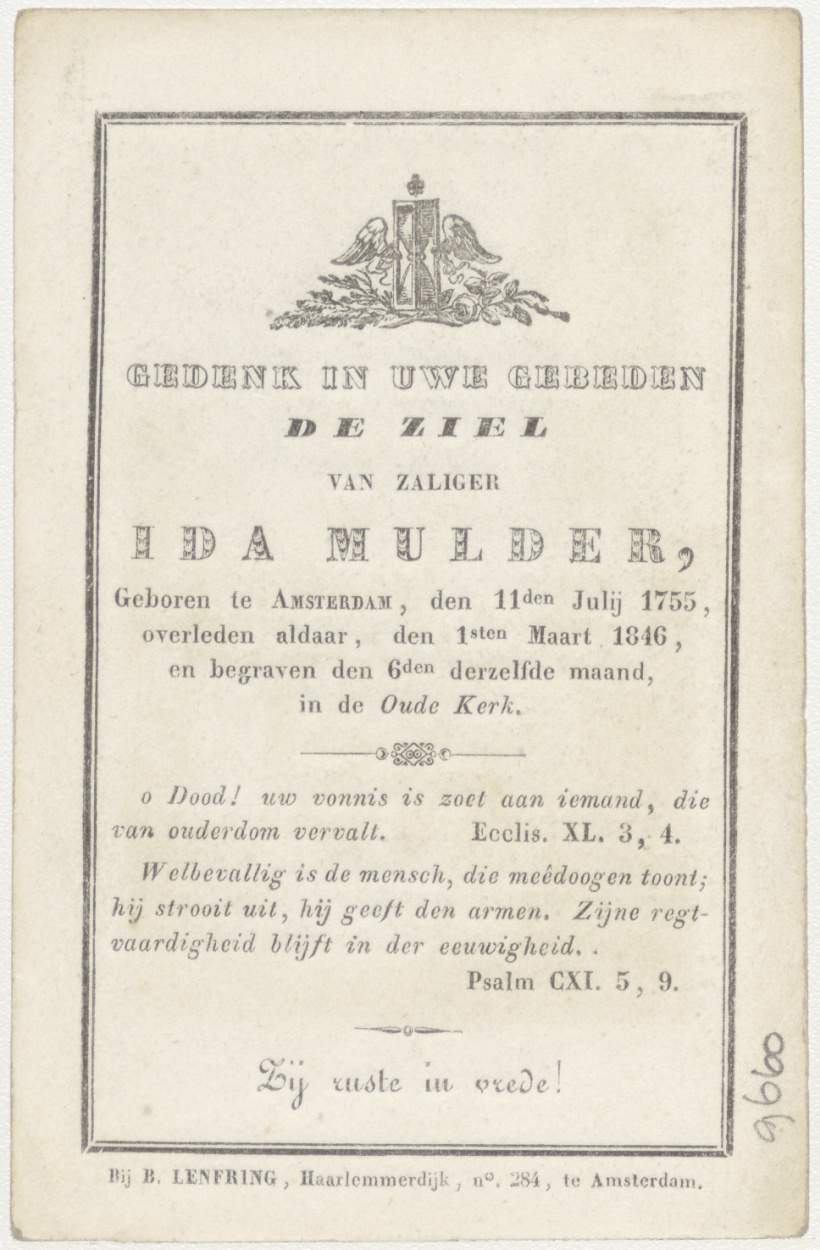 GEDENK IN UWE GEBEDEN
DE ZIEL
VAN ZALIGER
IDA MULDER,
Geboren te AMSTERDAM, den 11den Julij 1755,
overleden aldaar, den 1sten Maart 1846,
en begraven den 6den derzelfde maand,
in de Oude Kerk.
o Dood! uw vonnis is zoet aan iemand, die
van ouderdom vervalt. Ecclis. XL. 3, 4.
Welbevallig is de mensch, die meêdoogen toont;
hij strooit uit, hij geeft den armen. Zijne regt-
vaardigheid blijft in der eeuwigheid. .
Psalm CXI. 5, 9.
Zij ruste in vrede!
Bij B. LENFRING, Haarlemmerdijk, no. 284, te Amsterdam.
9660